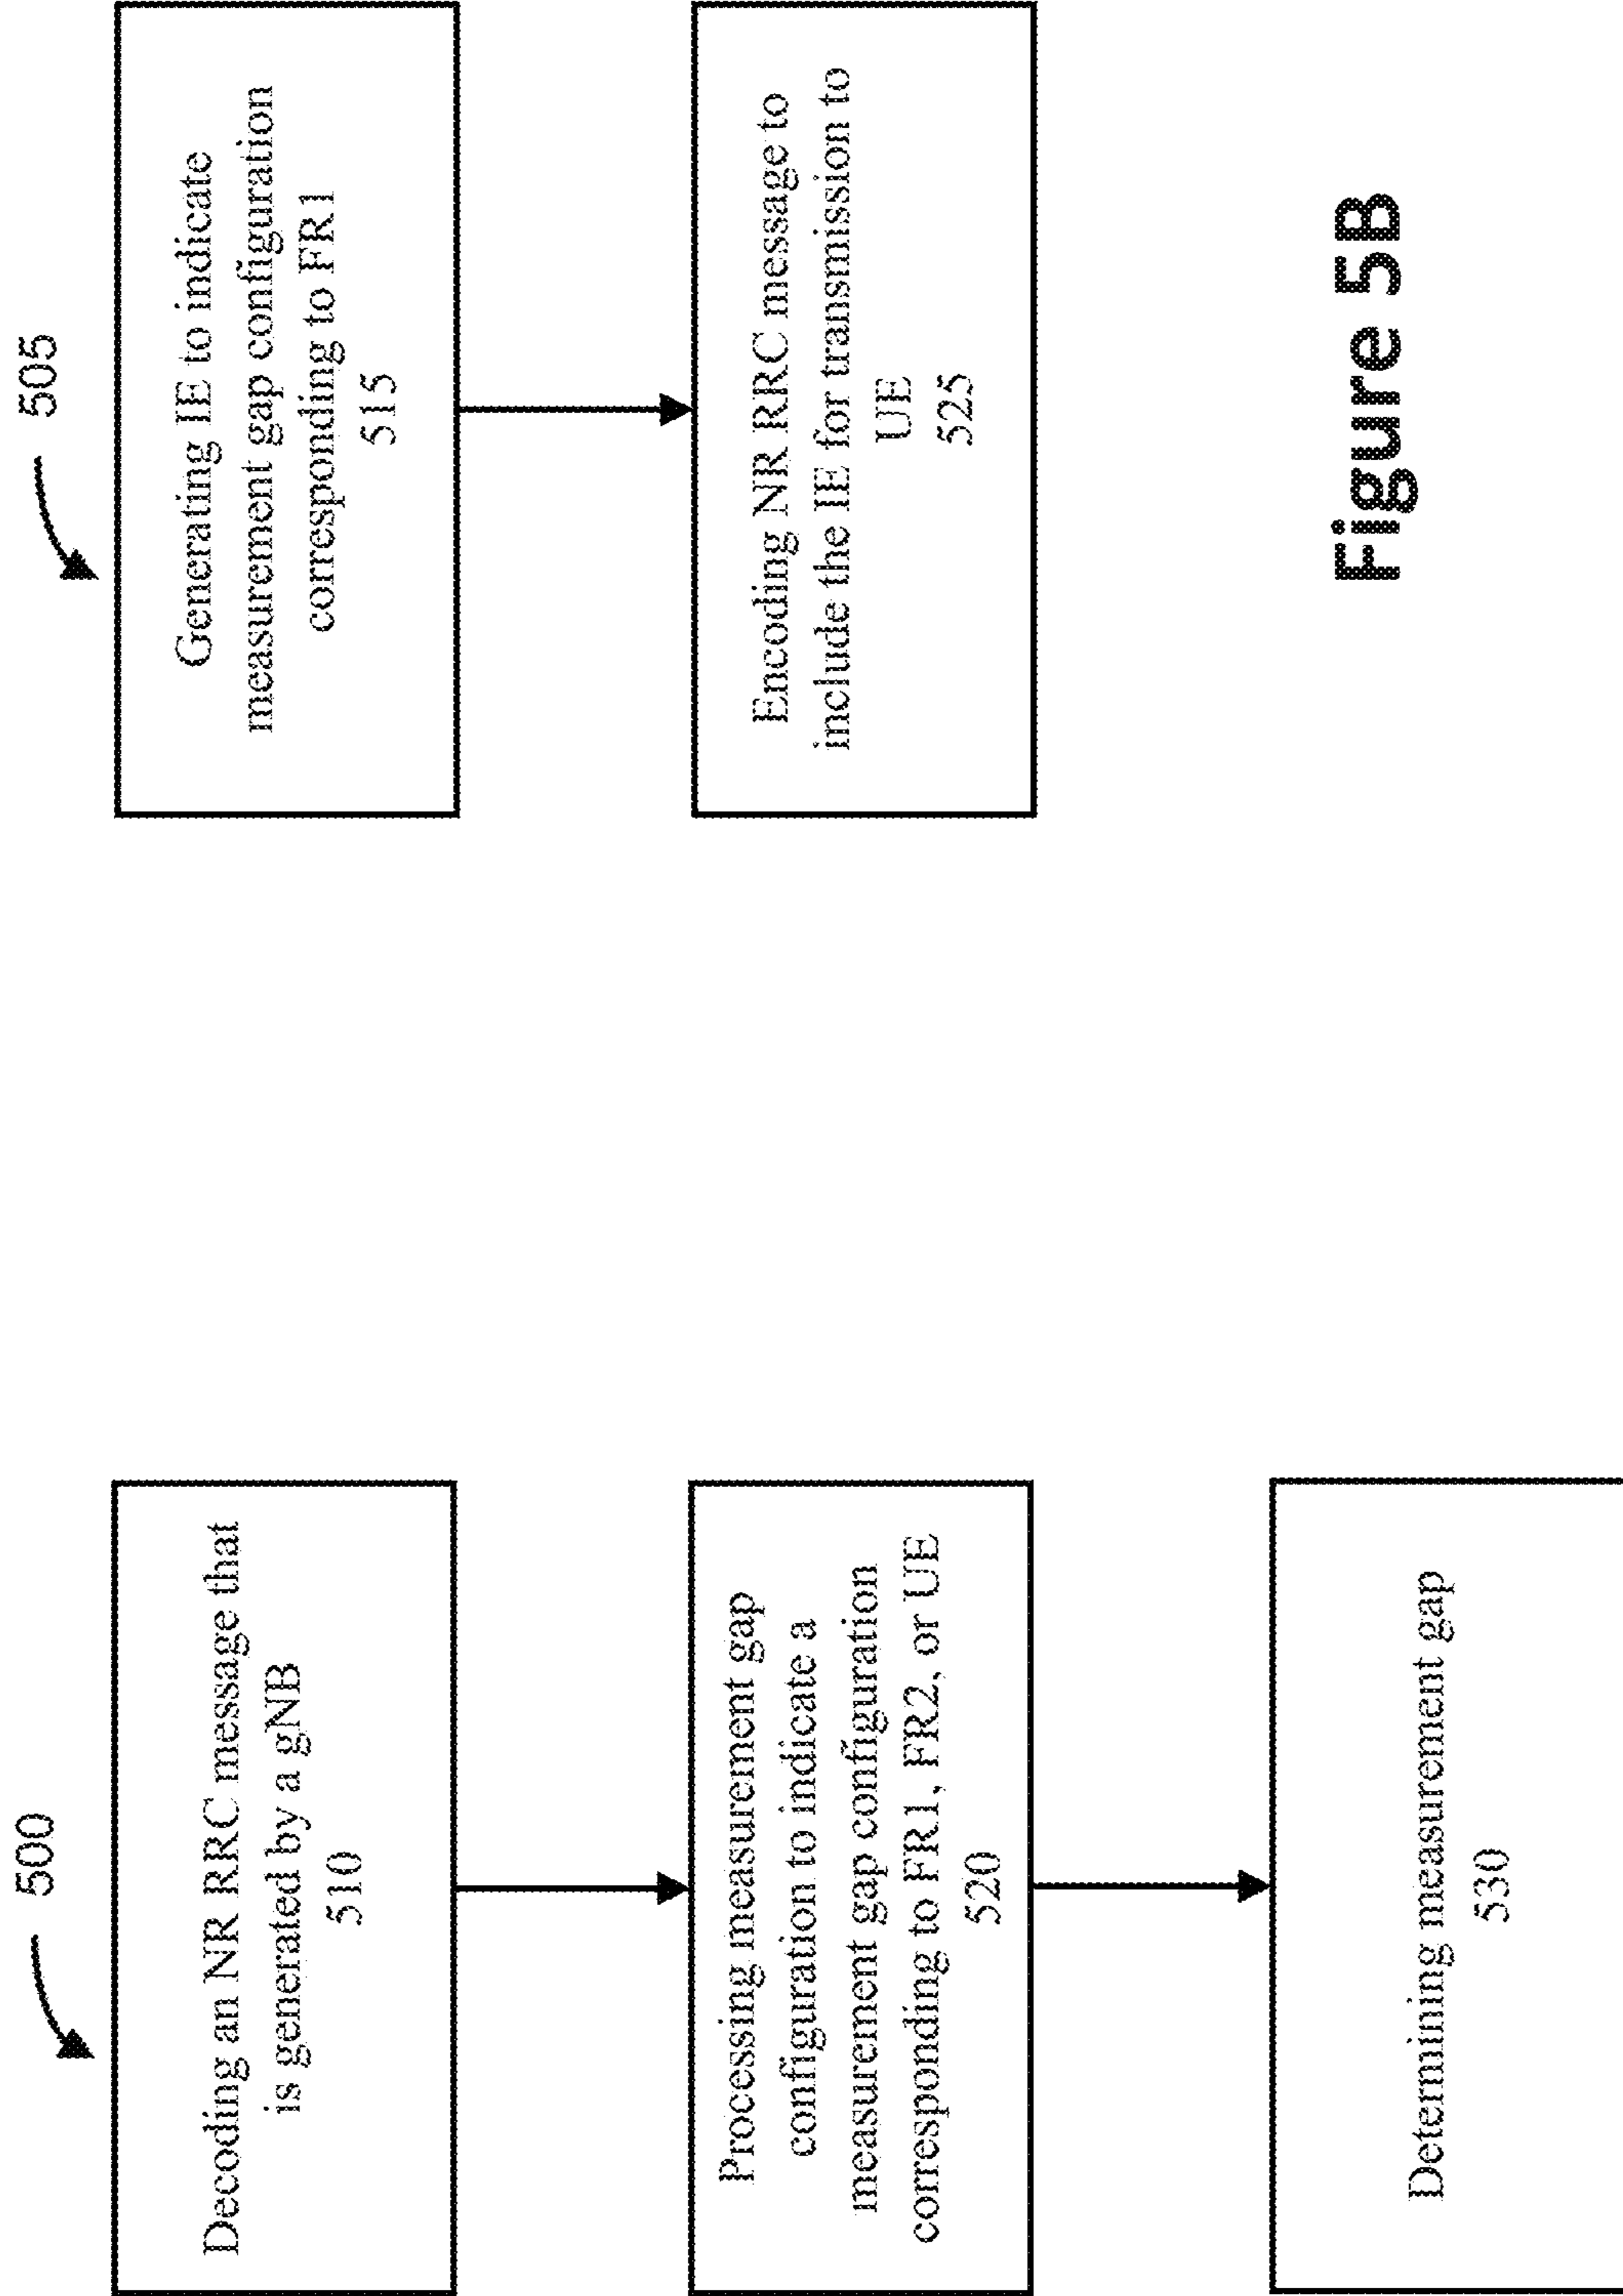 500
Decoding an NR RRC message that
is generated by a gNB
510
Processing measurement gap
configuration to indicate a
measurement gap configuration
corresponding to FR1, FR2, or UE
520
Determining measurement gap
530
505
Generating IE to indicate
measurement gap configuration
corresponding to FR1
515
Encoding NR RRC message to
include the IE for transmission to
UE
525
Figure 5B